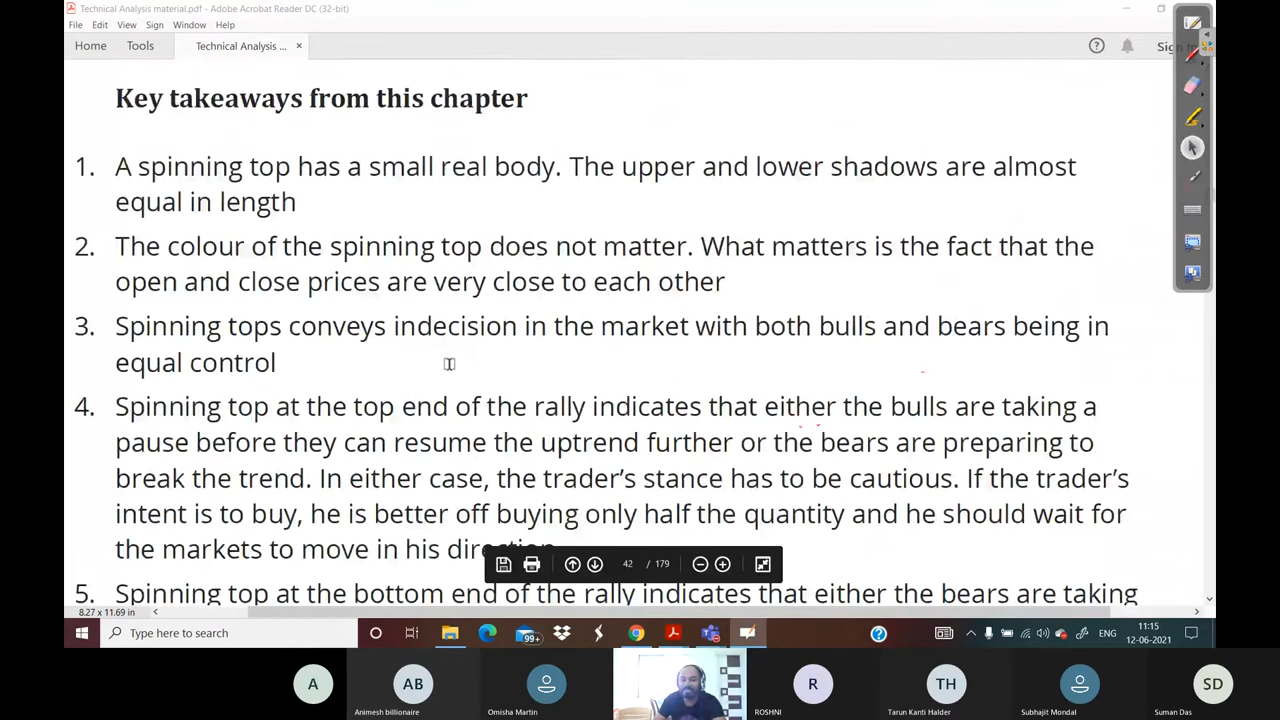 Technical Analysis material.pdf - Adobe Acrobat Reader DC (32-bit)
File Edit View Sign Window Help
Home Tools Technical Analysis ... × Sign
Key takeaways from this chapter
1. A spinning top has a small real body. The upper and lower shadows are almost
equal in length
2. The colour of the spinning top does not matter. What matters is the fact that the
open and close prices are very close to each other
3. Spinning tops conveys indecision in the market with both bulls and bears being in
equal control
4. Spinning top at the top end of the rally indicates that either the bulls are taking a
pause before they can resume the uptrend further or the bears are preparing to
break the trend. In either case, the trader’s stance has to be cautious. If the trader’s
intent is to buy, he is better off buying only half the quantity and he should wait for
the markets to move in his direction
42 / 179
5. Spinning top at the bottom end of the rally indicates that either the bears are taking
8.27 x 11.69 in
Type here to search
99+
ENG
11:15
12-06-2021
A AB R TH SD
Animesh billionaire Omisha Martin ROSHNI Tarun Kanti Halder Subhajit Mondal Suman Das